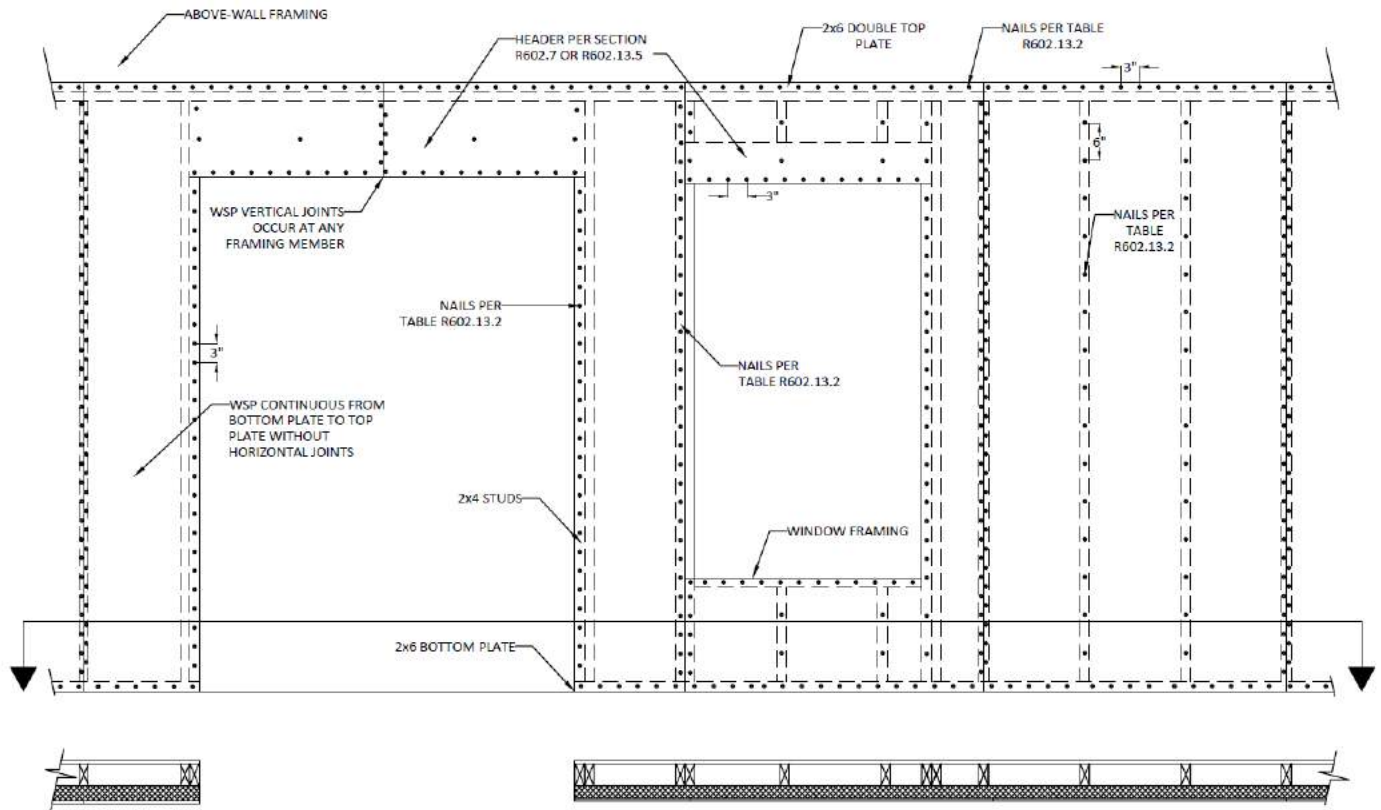 ABOVE-WALL FRAMING
HEADER PER SECTION
R602.7 OR R602.13.5
2x6 DOUBLE TOP
PLATE
NAILS PER TABLE
R602.13.2
3"
6"
3"
WSP VERTICAL JOINTS
OCCUR AT ANY
FRAMING MEMBER
NAILS PER
TABLE
R602.13.2
NAILS PER
TABLE R602.13.2
3"
NAILS PER
TABLE R602.13.2
WSP CONTINUOUS FROM
BOTTOM PLATE TO TOP
PLATE WITHOUT
HORIZONTAL JOINTS
2x4 STUDS
WINDOW FRAMING
2x6 BOTTOM PLATE